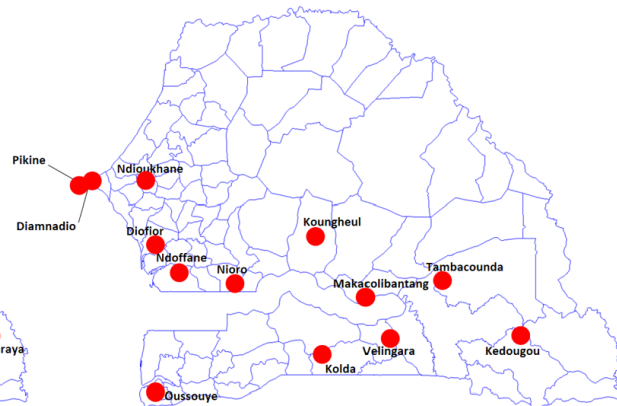 Pikine
Ndioukhane
Diamnadio
Diofior
Koungheul
Ndoffane
Nioro
Tambacounda
Makacolibantang
raya
Velingara
Kedougou
Kolda
Oussouye